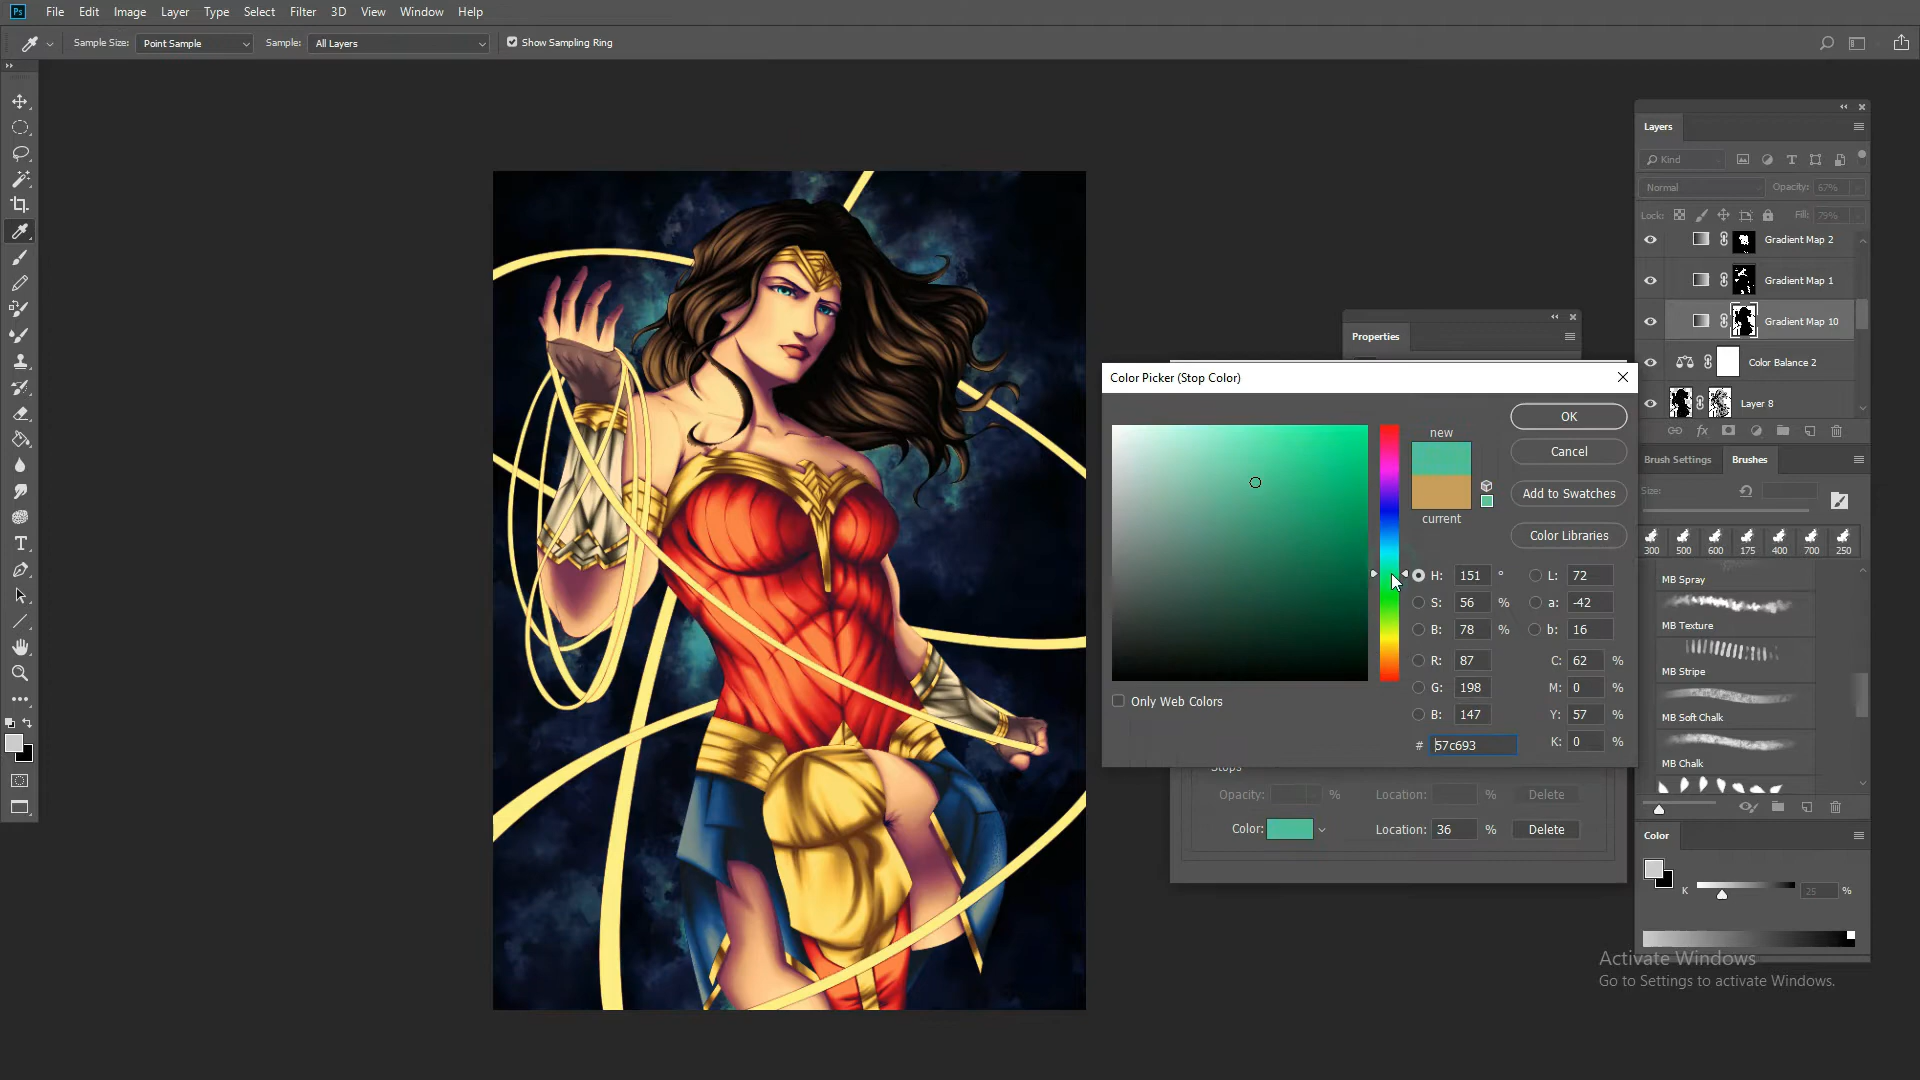 Ps File Edit Image Layer Type Select Filter 3D View Window Help
Sample Size: Point Sample Sample: All Layers Show Sampling Ring
Layers
Kind
Normal Opacity: 67%
Lock: Fill: 79%
Gradient Map 2
Gradient Map 1
Gradient Map 10
Color Balance 2
Layer 8
Properties
Color Picker (Stop Color)
new
current
OK
Cancel
Add to Swatches
Color Libraries
H: 151 ° L: 72
S: 56 % a: -42
B: 78 % b: 16
R: 87 C: 62 %
G: 198 M: 0 %
B: 147 Y: 57 %
# 57c693 K: 0 %
Only Web Colors
Stops
Opacity: % Location: % Delete
Color: Location: 36 % Delete
Brush Settings Brushes
Size:
300 500 600 175 400 700 250
MB Spray
MB Texture
MB Stripe
MB Soft Chalk
MB Chalk
Color
K 25 %
Activate Windows
Go to Settings to activate Windows.